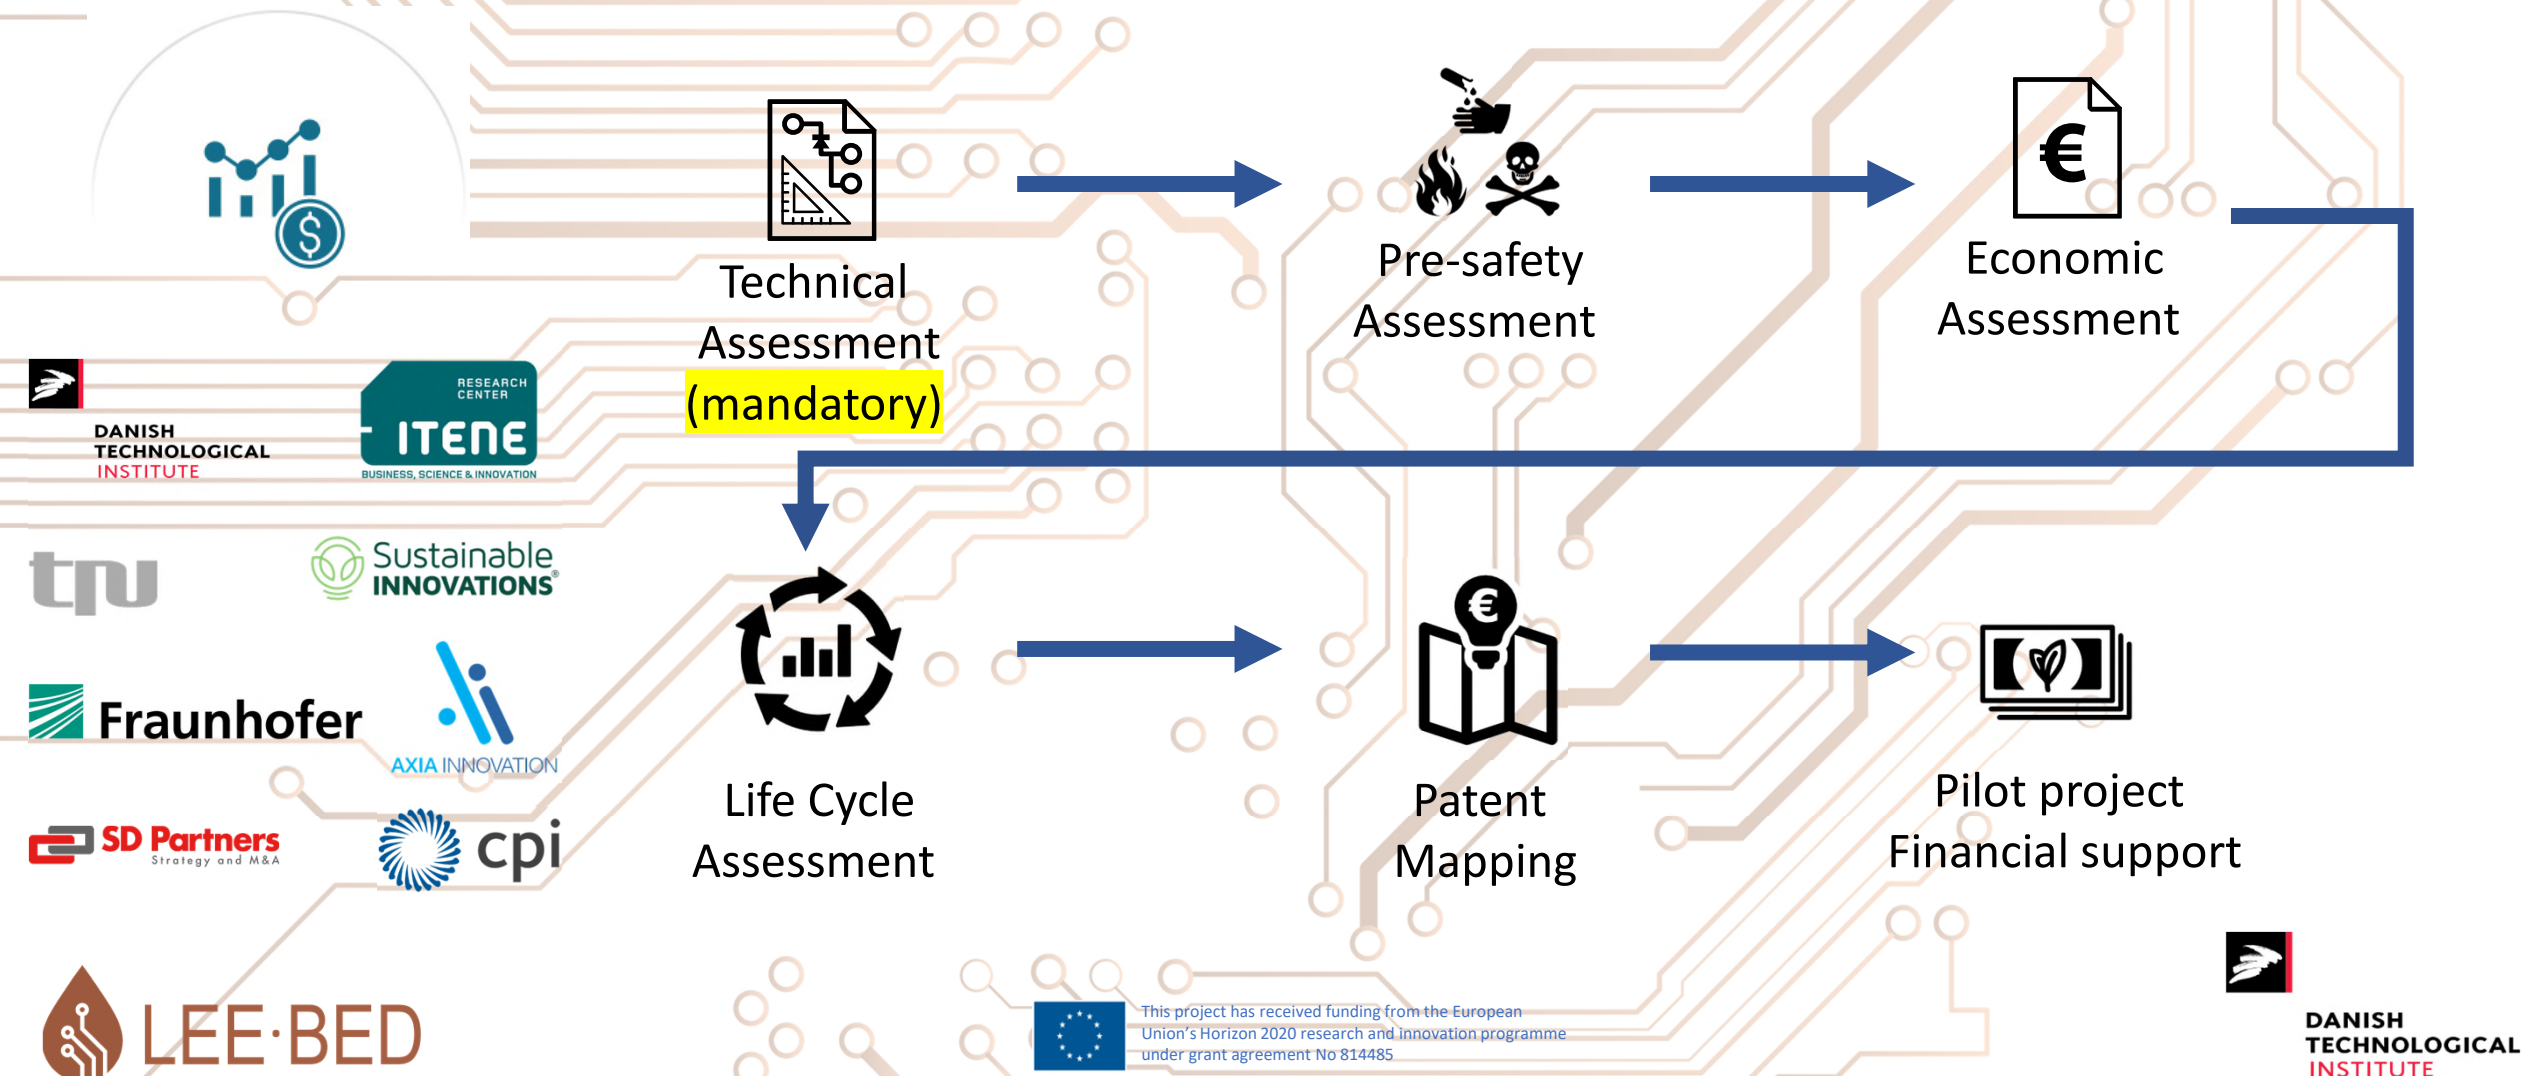 Technical
Assessment
(mandatory)
Pre-safety
Assessment
Economic
Assessment
DANISH
TECHNOLOGICAL
INSTITUTE
RESEARCH
CENTER
ITENE
BUSINESS, SCIENCE & INNOVATION
Sustainable
INNOVATIONS®
Fraunhofer
AXIA INNOVATION
SD Partners
Strategy and M&A
cpi
Life Cycle
Assessment
Patent
Mapping
Pilot project
Financial support
LEE·BED
This project has received funding from the European
Union's Horizon 2020 research and innovation programme
under grant agreement No 814485
DANISH
TECHNOLOGICAL
INSTITUTE